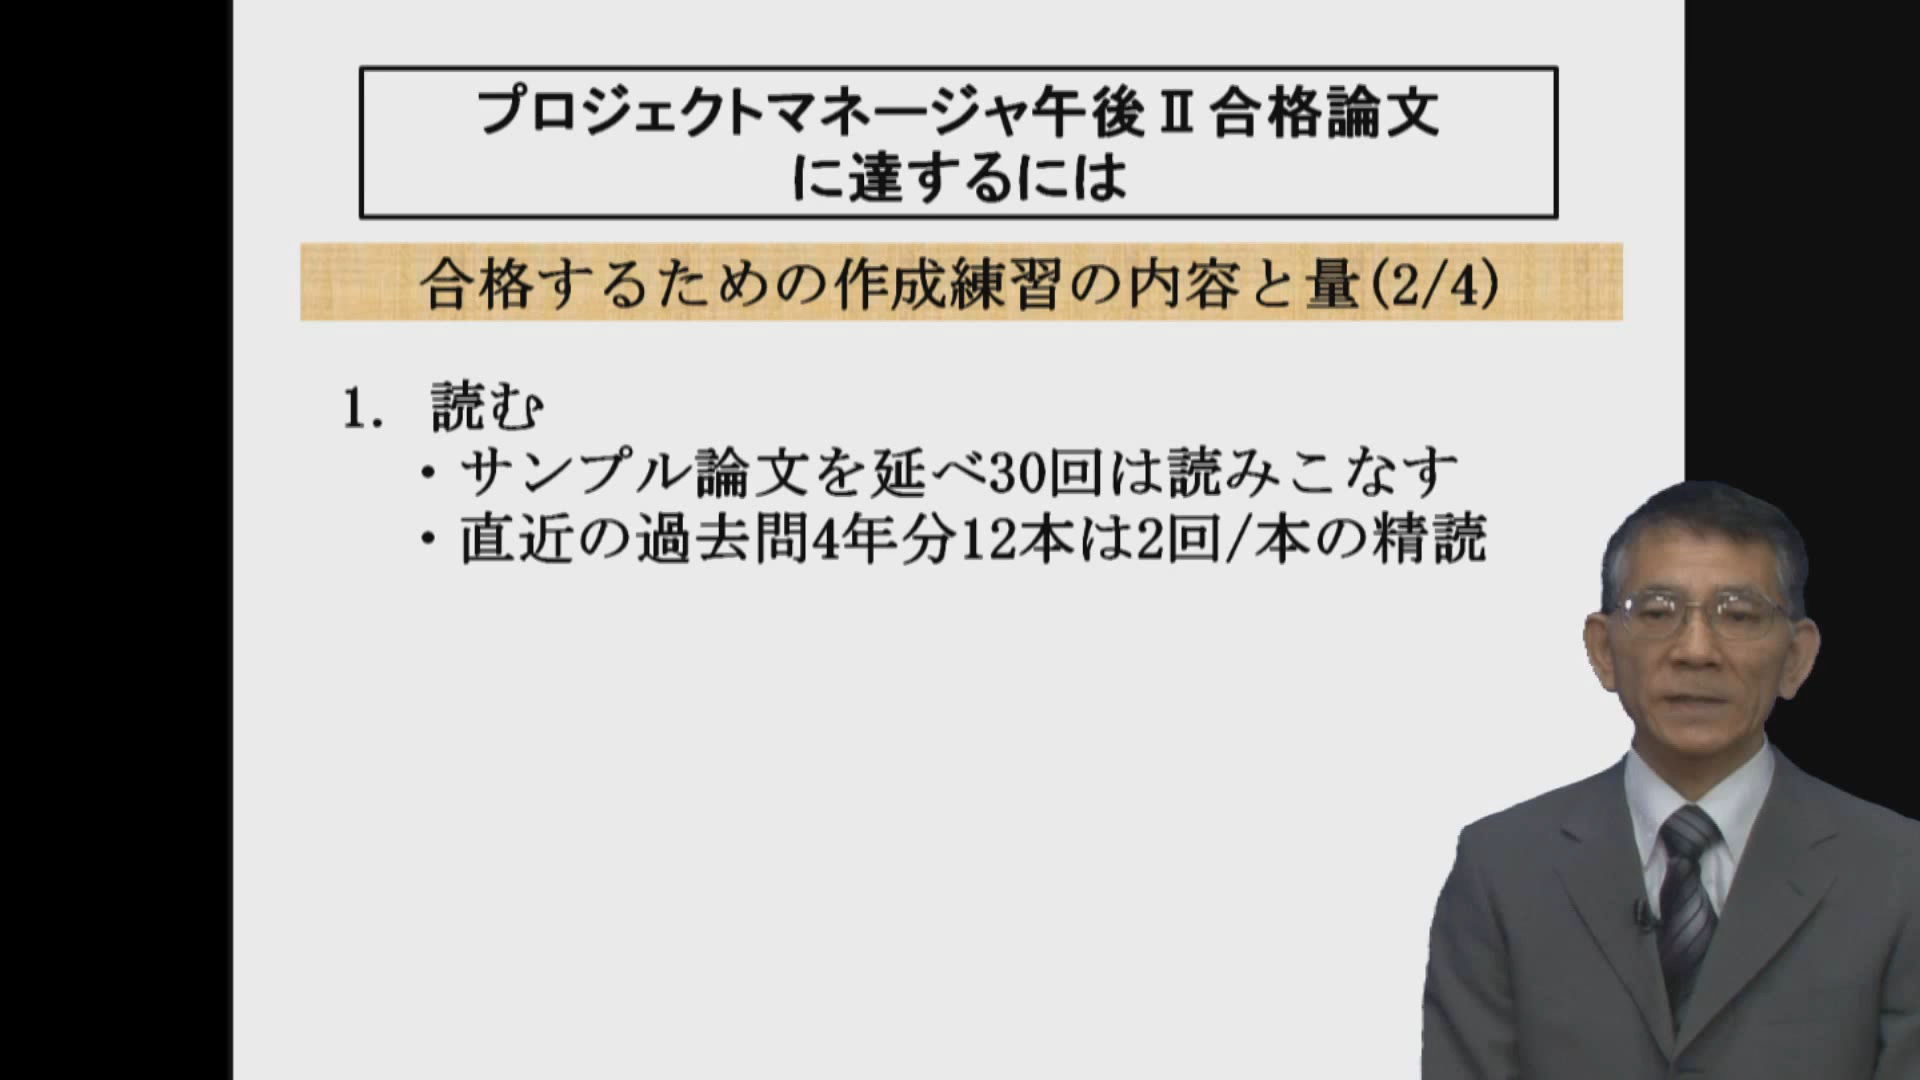 プロジェクトマネージャ午後Ⅱ合格論文
に達するには
合格するための作成練習の内容と量(2/4)
1. 読む
・サンプル論文を延べ30回は読みこなす
・直近の過去問4年分12本は2回/本の精読